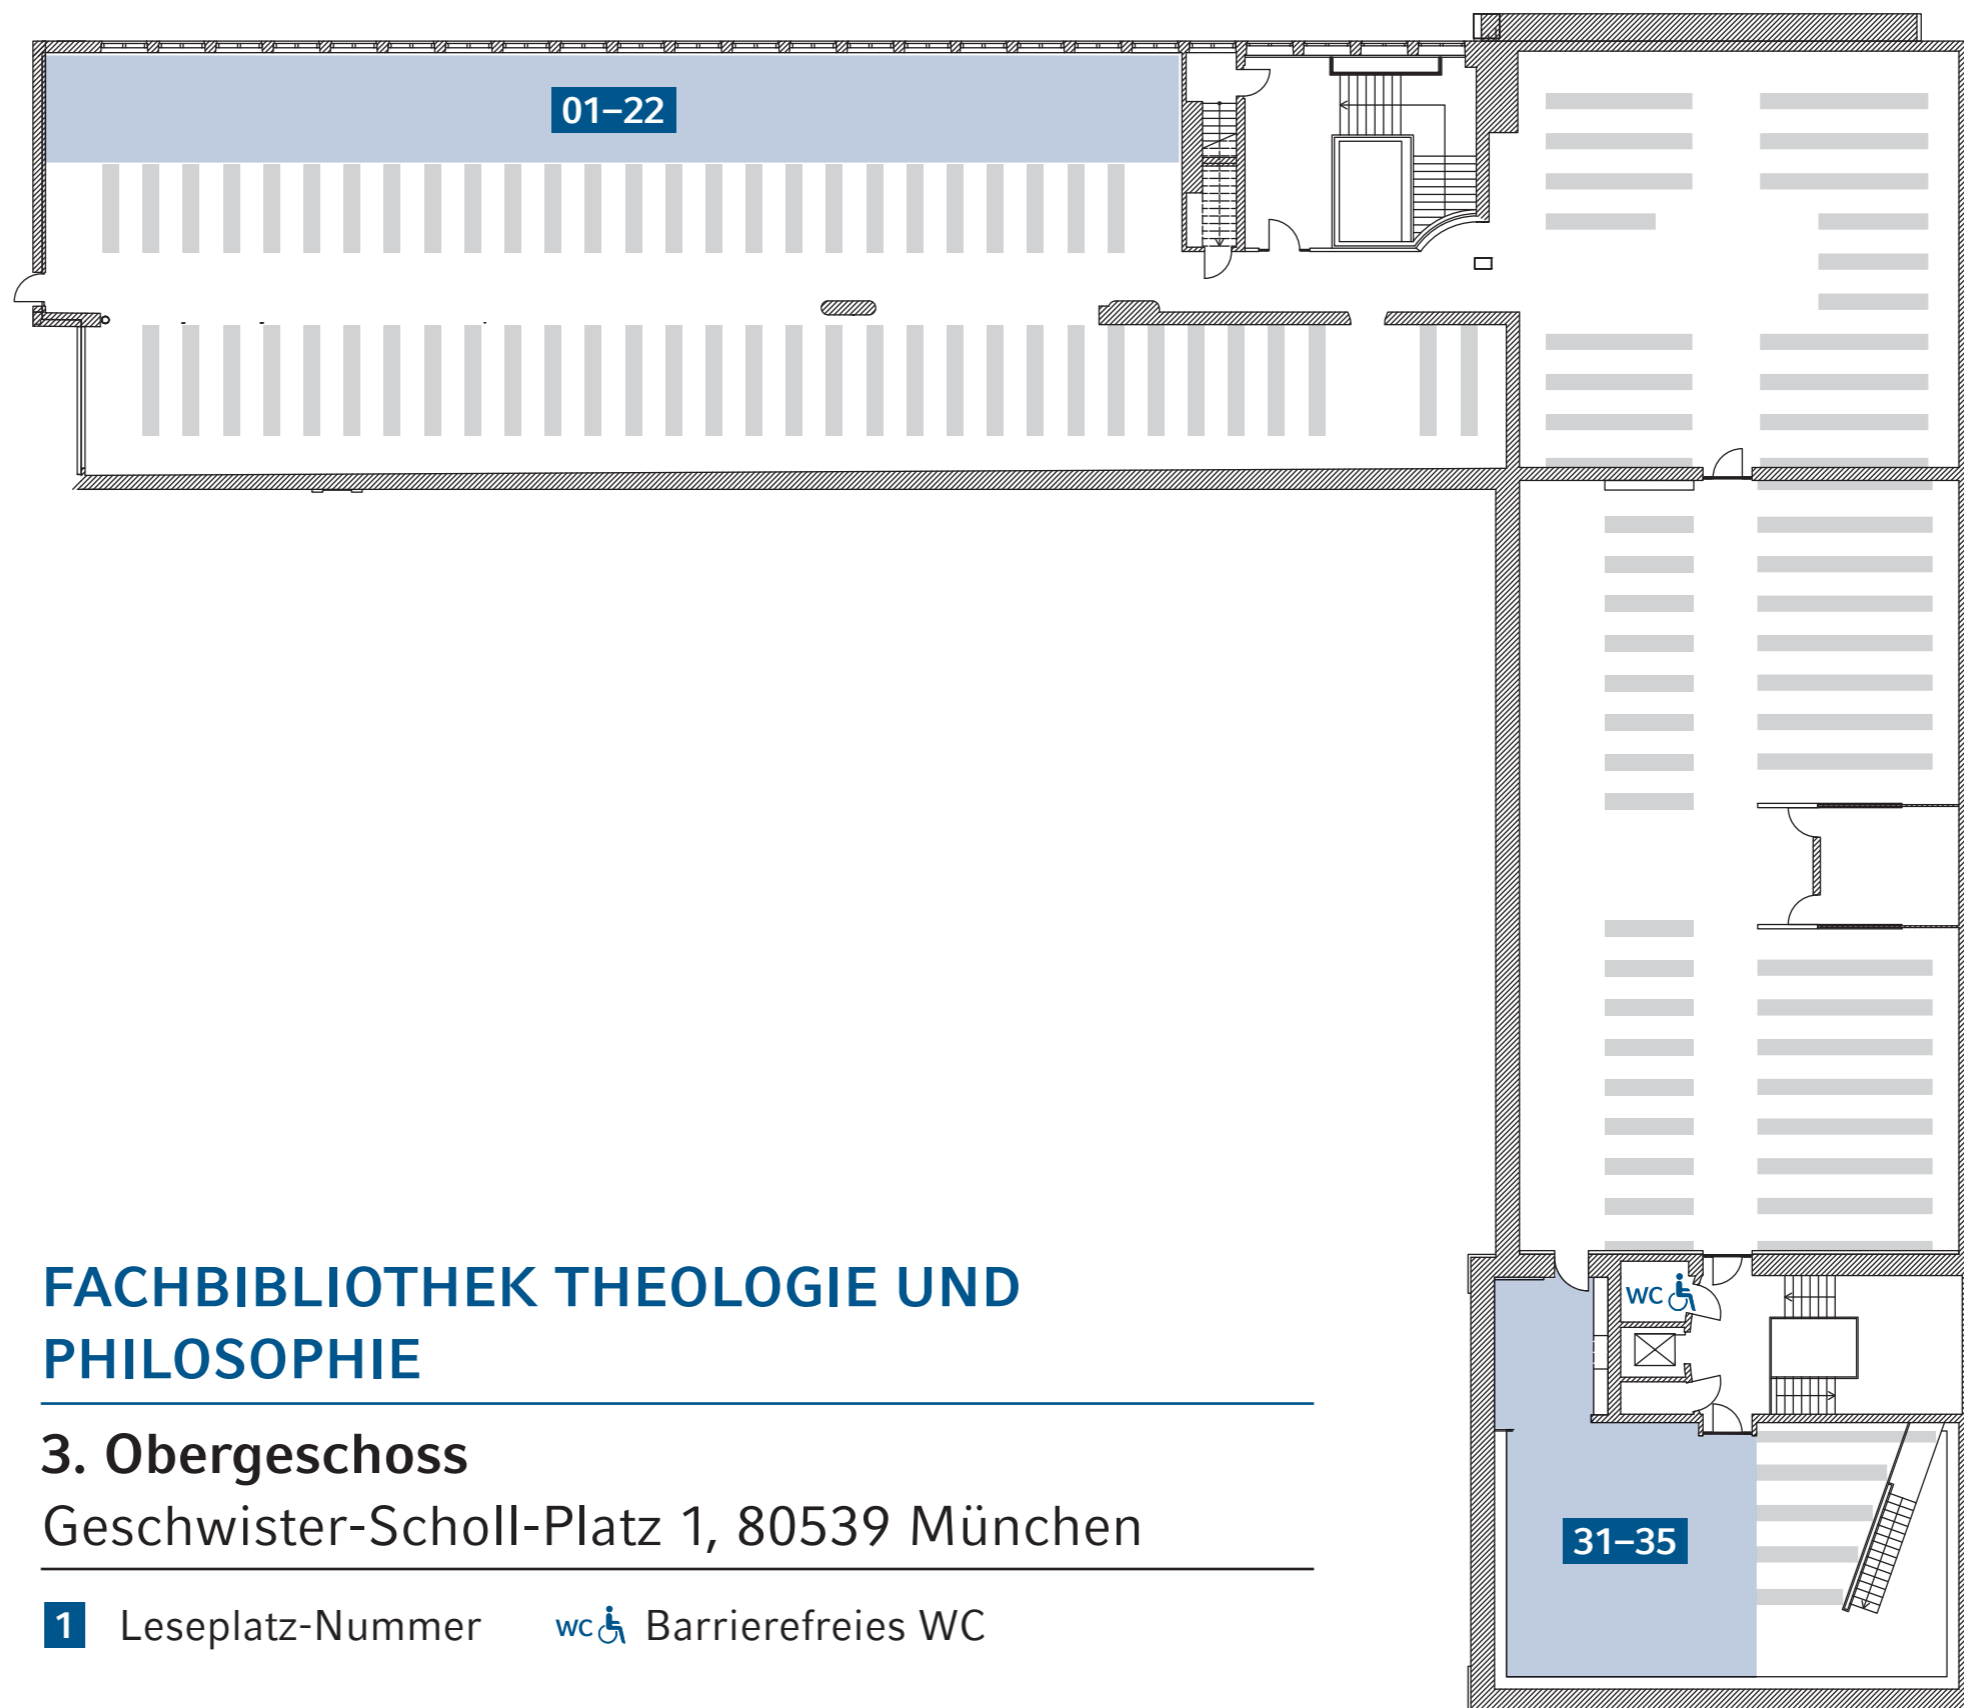 01–22
WC
31–35
FACHBIBLIOTHEK THEOLOGIE UND
PHILOSOPHIE
3. Obergeschoss
Geschwister-Scholl-Platz 1, 80539 München
1 Leseplatz-Nummer WC Barrierefreies WC